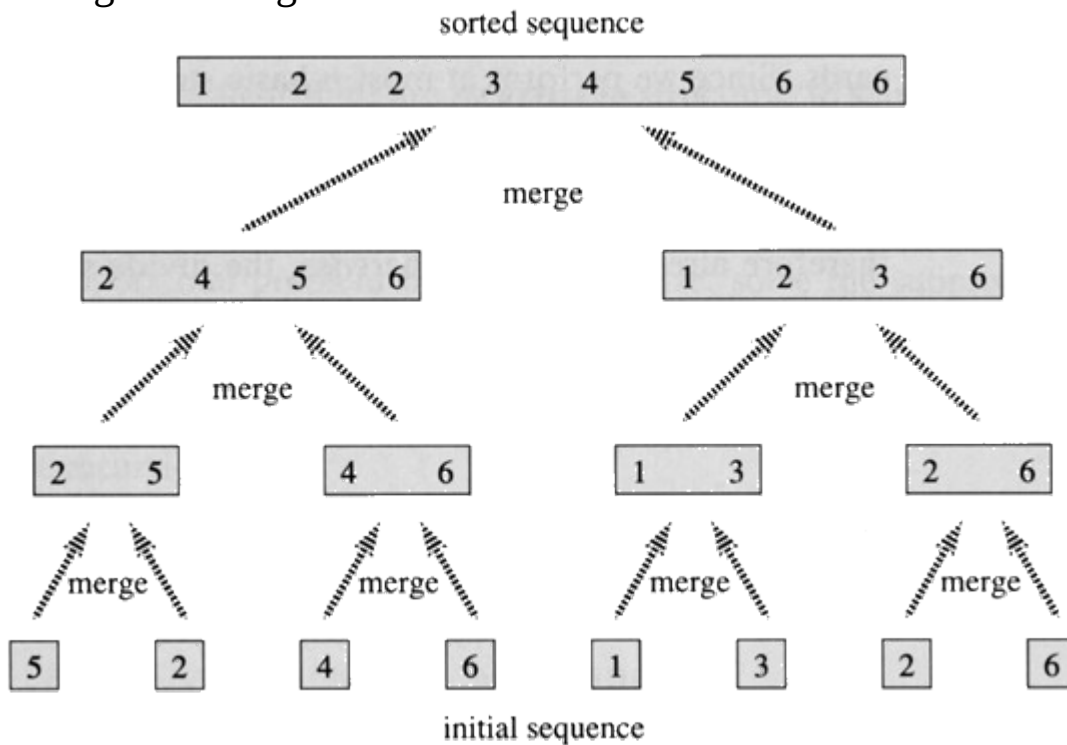 sorted sequence
1 2 2 3 4 5 6 6
merge
2 4 5 6
1 2 3 6
merge
merge
2 5
4 6
1 3
2 6
merge
merge
merge
merge
5 2 4 6 1 3 2 6
initial sequence